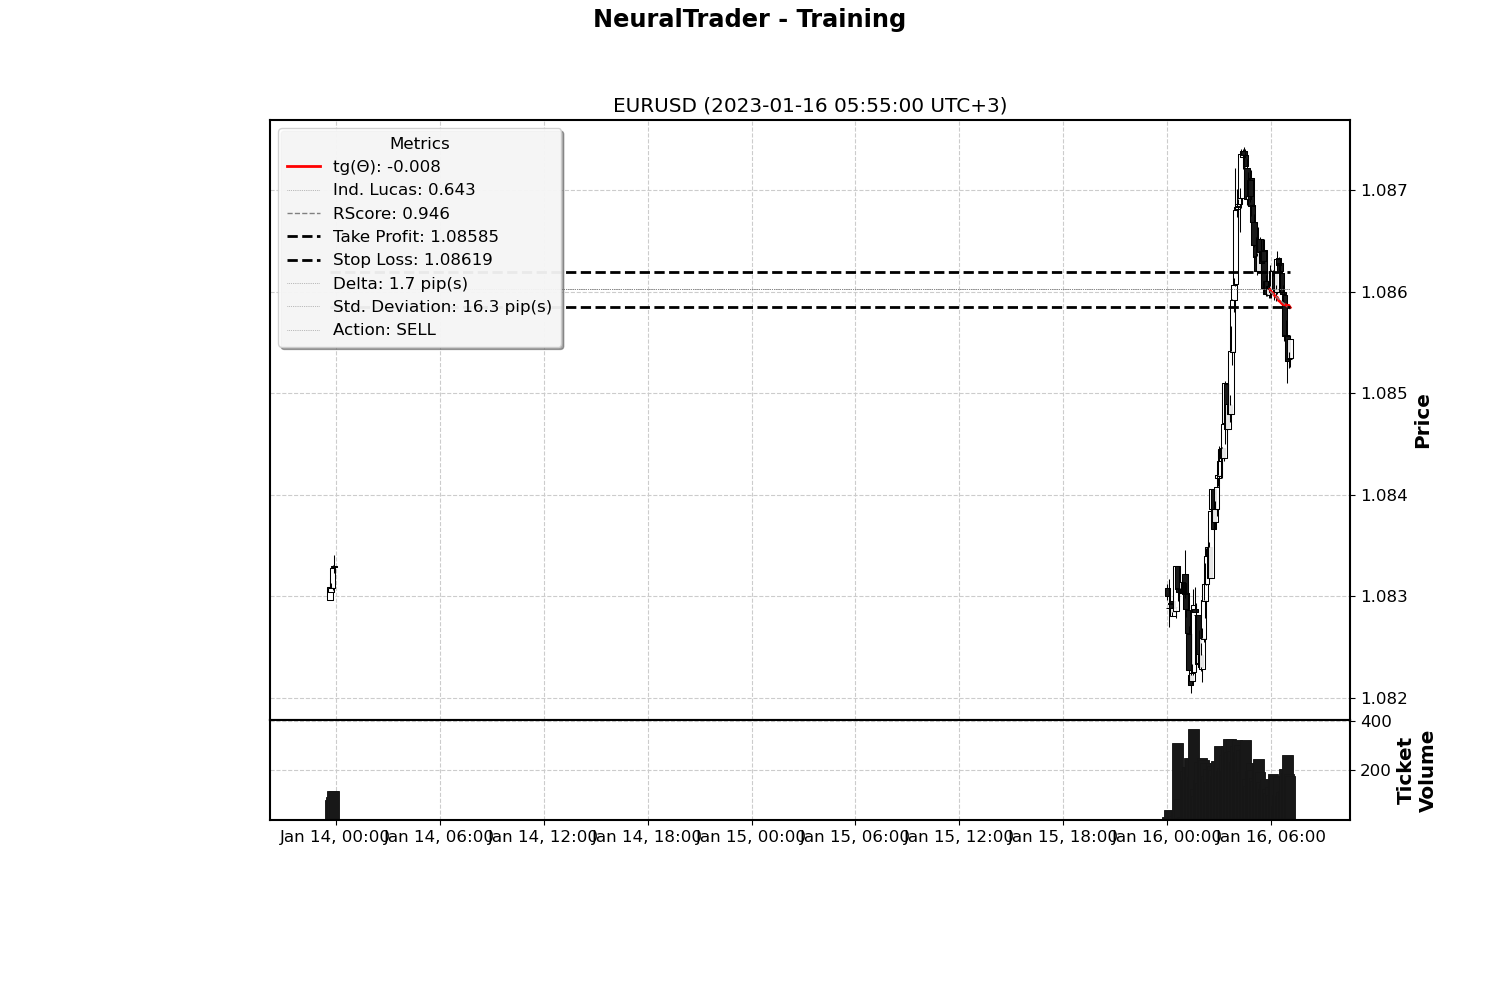 NeuralTrader - Training
EURUSD (2023-01-16 05:55:00 UTC+3)
Metrics
tg(Θ): -0.008
Ind. Lucas: 0.643
RScore: 0.946
Take Profit: 1.08585
Stop Loss: 1.08619
Delta: 1.7 pip(s)
Std. Deviation: 16.3 pip(s)
Action: SELL
1.087
1.086
1.085
1.084
1.083
1.082
Price
400
200
Ticket
Volume
Jan 14, 00:00
Jan 14, 06:00
Jan 14, 12:00
Jan 14, 18:00
Jan 15, 00:00
Jan 15, 06:00
Jan 15, 12:00
Jan 15, 18:00
Jan 16, 00:00
Jan 16, 06:00